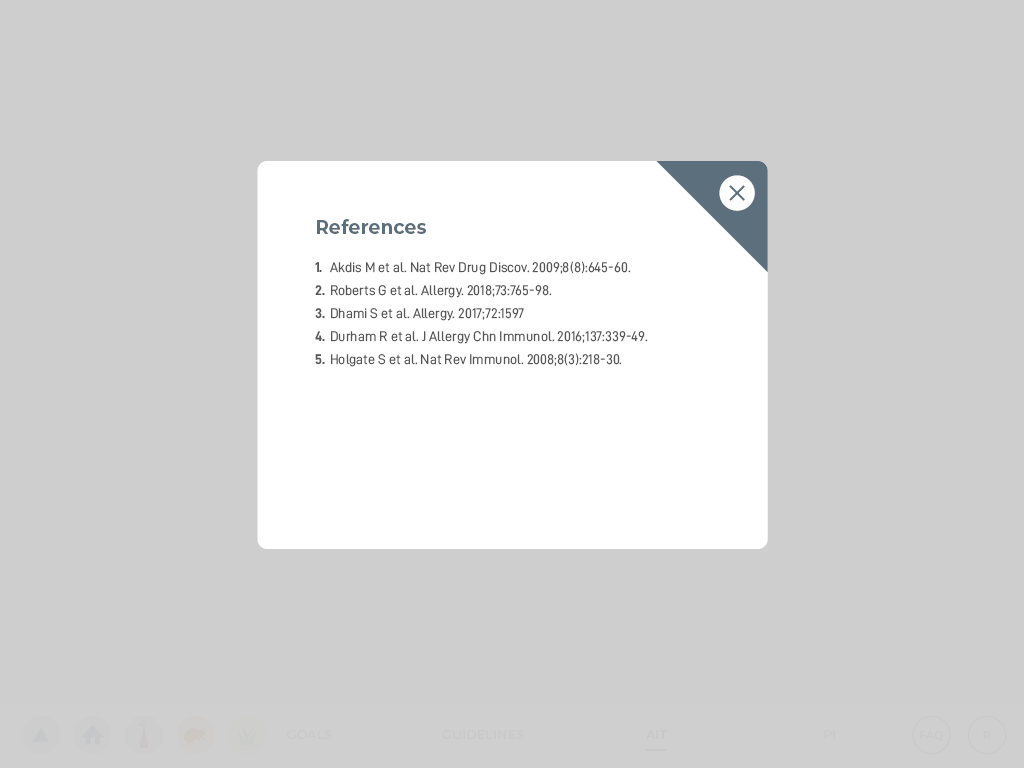 References
1. Akdis M et al. Nat Rev Drug Discov. 2009;8(8):645-60.
2. Roberts G et al. Allergy. 2018;73:765-98.
3. Dhami S et al. Allergy. 2017;72:1597
4. Durham R et al. J Allergy Chn Immunol. 2016;137:339-49.
5. Holgate S et al. Nat Rev Immunol. 2008;8(3):218-30.
GOALS GUIDELINES AIT PI FAQ